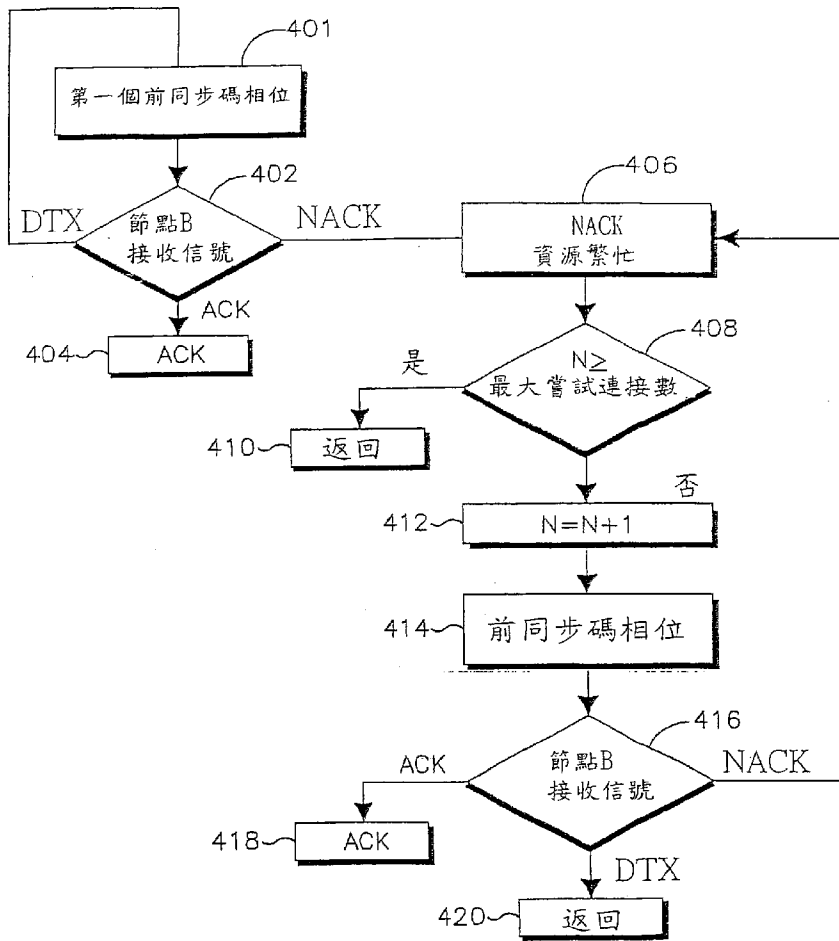 401
第一個前同步碼相位
402
DTX
節點B
接收信號
NACK
ACK
404
ACK
406
NACK
資源繁忙
408
N≥
最大嘗試連接數
是
410
返回
否
412
N=N+1
414
前同步碼相位
416
節點B
接收信號
ACK
NACK
418
ACK
DTX
420
返回